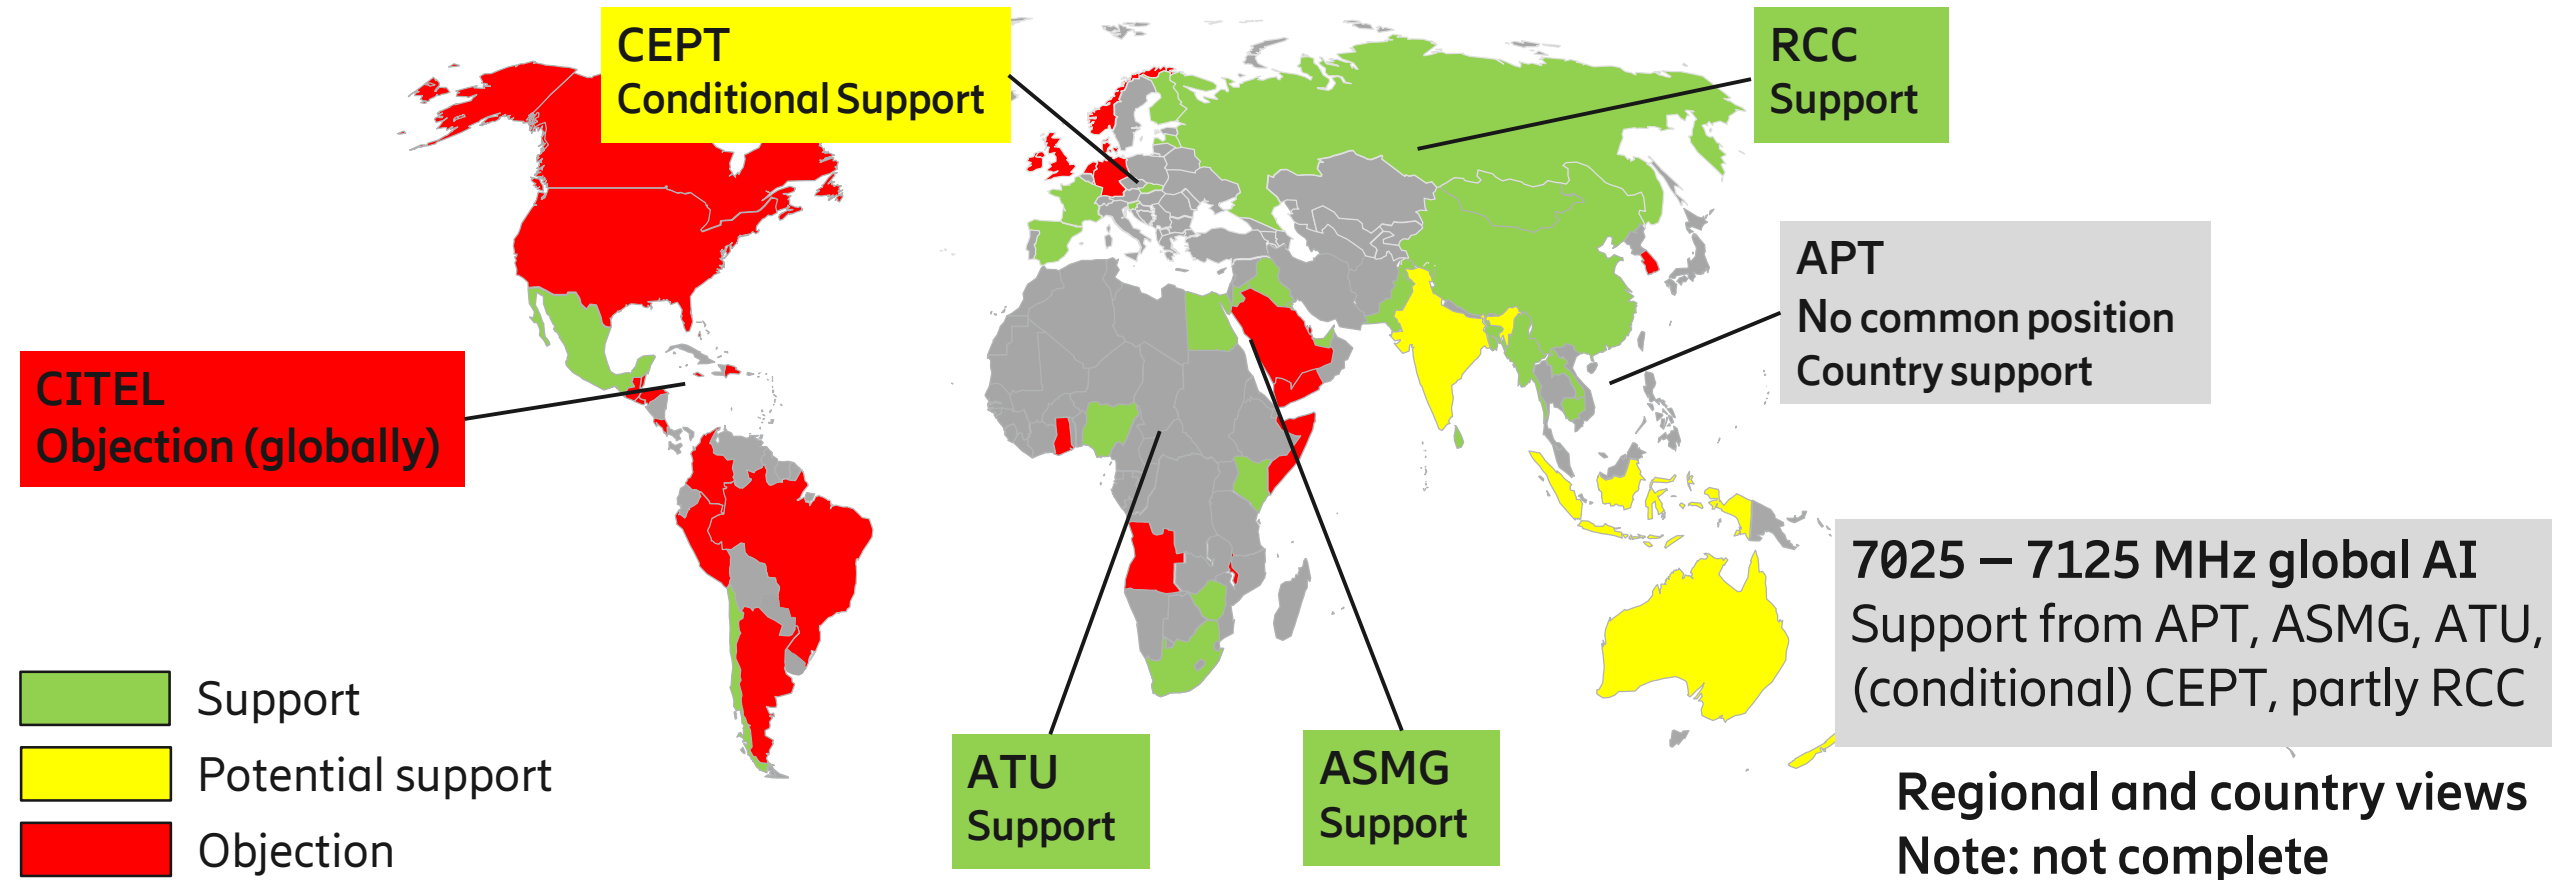 CEPT
Conditional Support
RCC
Support
APT
No common position
Country support
CITEL
Objection (globally)
7025 – 7125 MHz global AI
Support from APT, ASMG, ATU,
(conditional) CEPT, partly RCC
Support
Potential support
Objection
ATU
Support
ASMG
Support
Regional and country views
Note: not complete